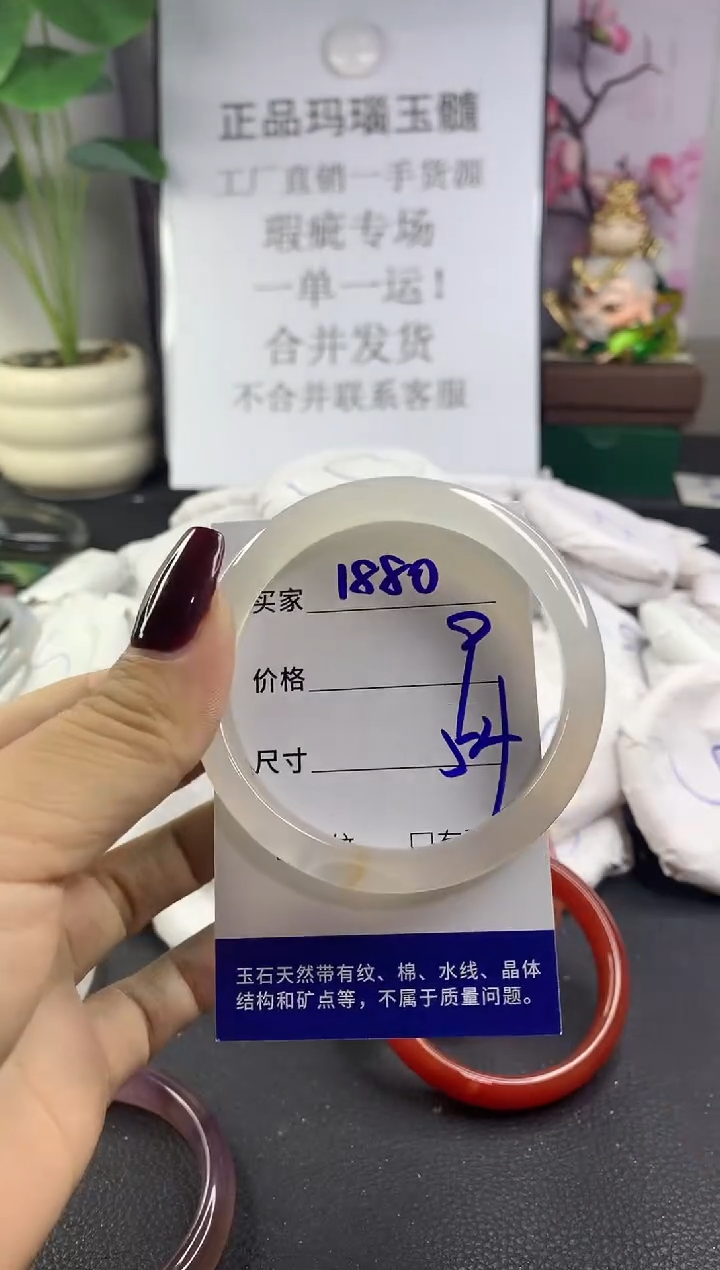 正品玛瑙玉髓
工厂直销一手货源
瑕疵专场
一单一运！
合并发货
不合并联系客服
买家 1880
价格 9
尺寸 54
玉石天然带有纹、棉、水线、晶体
结构和矿点等，不属于质量问题。